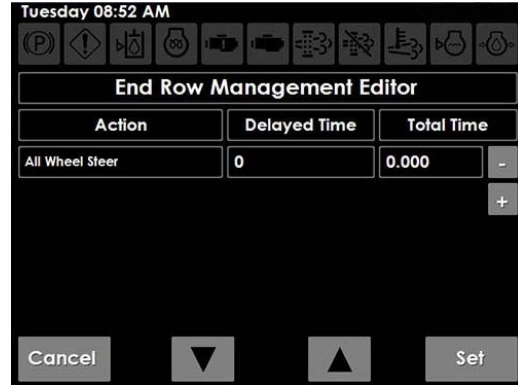 Tuesday 08:52 AM
End Row Management Editor
Action Delayed Time Total Time
All Wheel Steer 0 0.000 -
+
Cancel Set